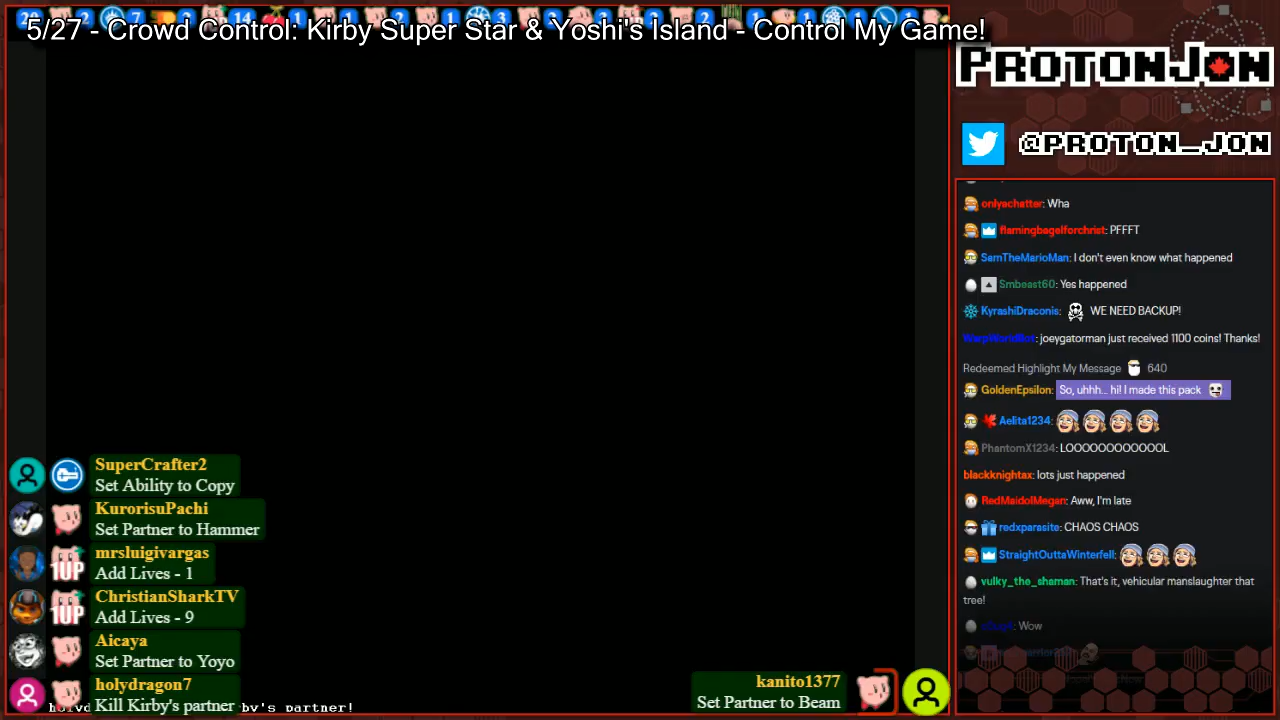 5/27 - Crowd Control: Kirby Super Star & Yoshi's Island - Control My Game!
PROTONJON
@PROTON_JON
onlyachatter: Wha
flamingbagelforchrist: PFFFT
SamTheMarioMan: I don't even know what happened
Smbeast60: Yes happened
KyrashiDraconis: WE NEED BACKUP!
WarpWorldBot: joeygatorman just received 1100 coins! Thanks!
Redeemed Highlight My Message 640
GoldenEpsilon: So, uhhh... hi! I made this pack
Aelita1234:
PhantomX1234: LOOOOOOOOOOOOL
blackknightax: lots just happened
RedMaidofMegan: Aww, I'm late
redxparasite: CHAOS CHAOS
StraightOuttaWinterfell:
vulky_the_shaman: That's it, vehicular manslaughter that
tree!
Wow
SuperCrafter2
Set Ability to Copy
KurorisuPachi
Set Partner to Hammer
mrsluigivargas
Add Lives - 1
ChristianSharkTV
Add Lives - 9
Aicaya
Set Partner to Yoyo
holydragon7
Kill Kirby's partner
by's partner!
kanito1377
Set Partner to Beam